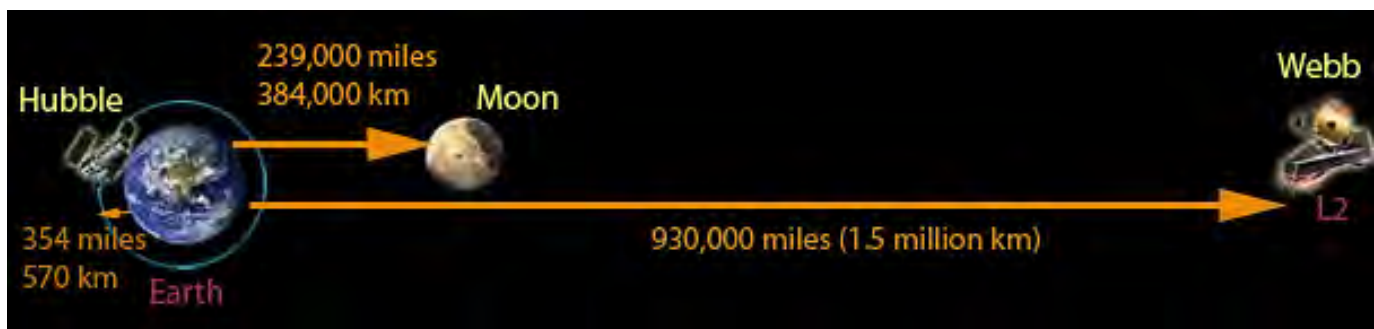 239,000 miles
384,000 km
Hubble
Moon
Webb
354 miles
570 km
Earth
930,000 miles (1.5 million km)
L2